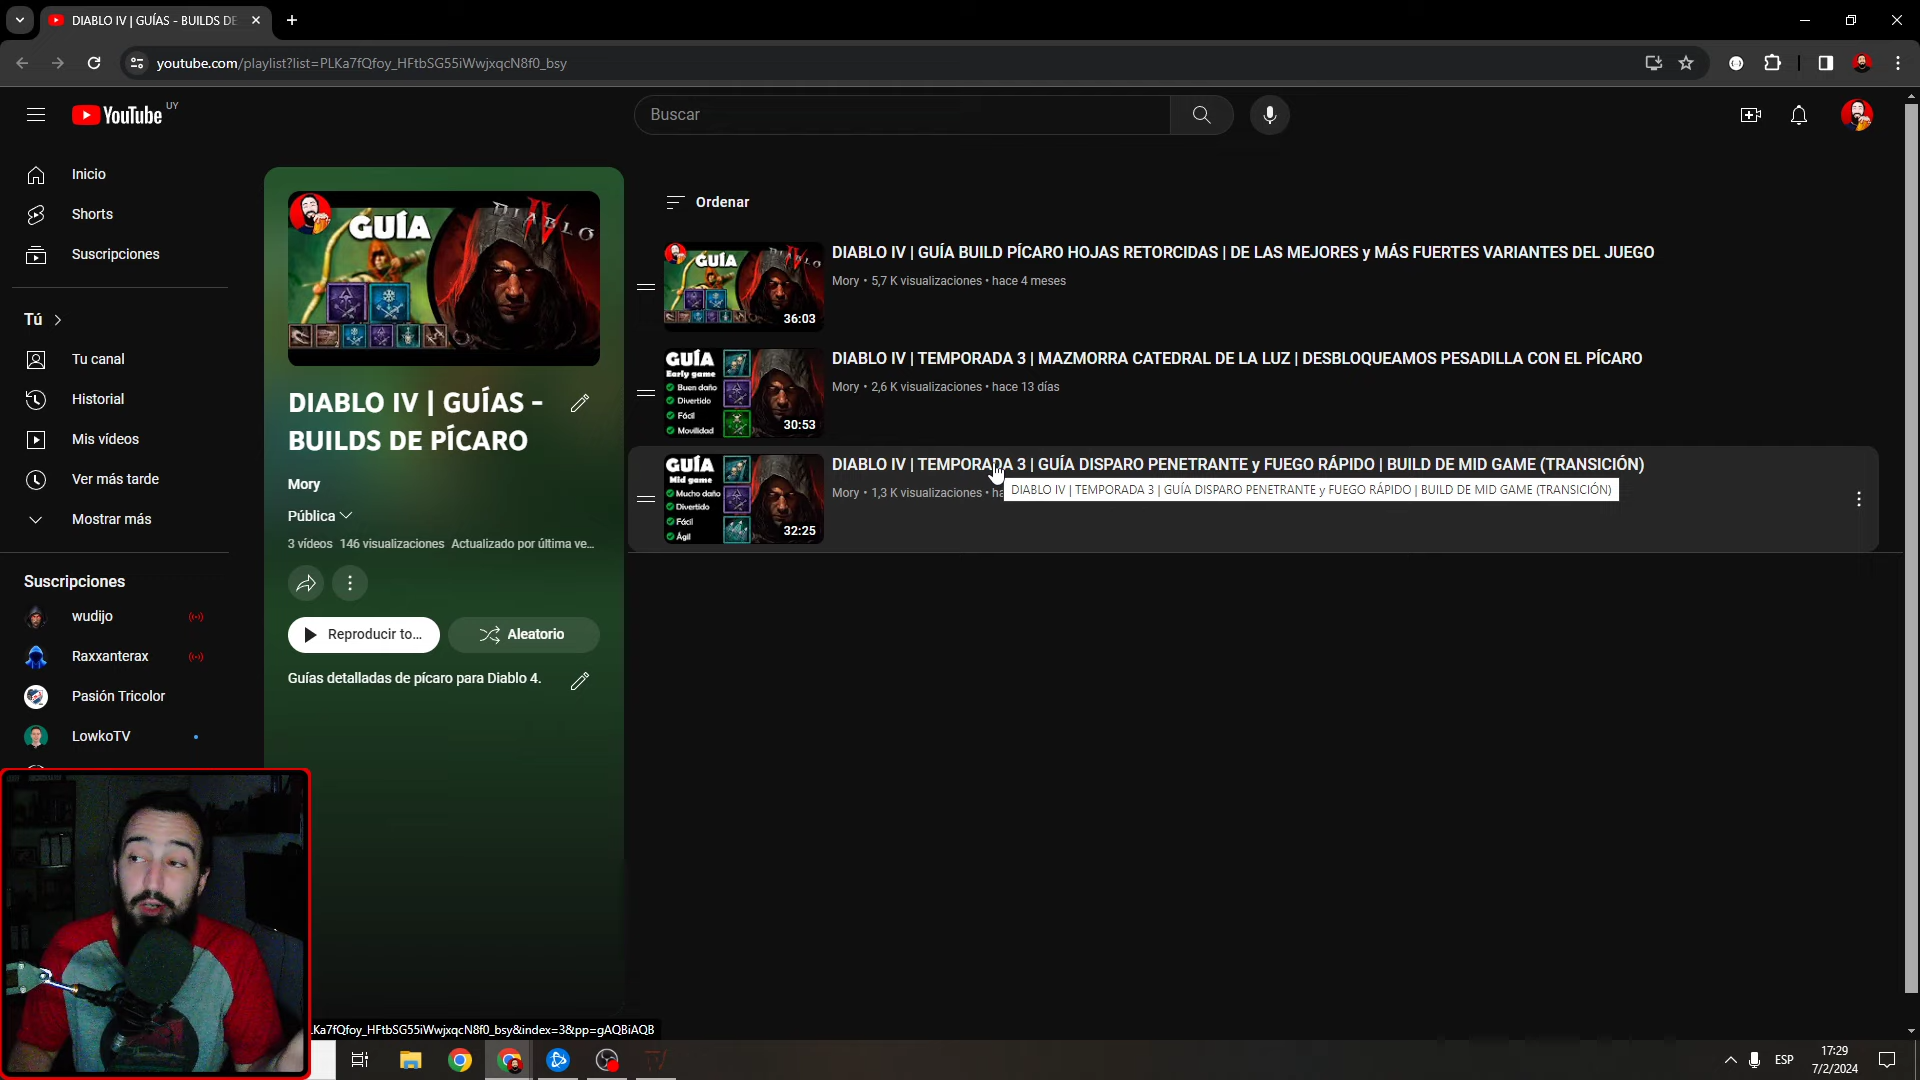 DIABLO IV | GUÍAS - BUILDS DE
youtube.com/playlist?list=PLKa7fQfoy_HFtbSG55iWwjxqcN8f0_bsy
YouTube UY
Buscar
Inicio
Shorts
Suscripciones
Tú
Tu canal
Historial
Mis vídeos
Ver más tarde
Mostrar más
Suscripciones
wudijo
Raxxanterax
Pasión Tricolor
LowkoTV
GUÍA
DIABLO
IV
DIABLO IV | GUÍAS -
BUILDS DE PÍCARO
Mory
Pública
3 vídeos 146 visualizaciones Actualizado por última ve...
Reproducir to...
Aleatorio
Guías detalladas de pícaro para Diablo 4.
Ordenar
GUÍA
DIABLO
36:03
DIABLO IV | GUÍA BUILD PÍCARO HOJAS RETORCIDAS | DE LAS MEJORES y MÁS FUERTES VARIANTES DEL JUEGO
Mory • 5,7 K visualizaciones • hace 4 meses
GUÍA
Early game
Buen daño
Divertido
Fácil
Movilidad
30:53
DIABLO IV | TEMPORADA 3 | MAZMORRA CATEDRAL DE LA LUZ | DESBLOQUEAMOS PESADILLA CON EL PÍCARO
Mory • 2,6 K visualizaciones • hace 13 días
GUÍA
Mid game
Mucho daño
Divertido
Fácil
Ágil
32:25
DIABLO IV | TEMPORADA 3 | GUÍA DISPARO PENETRANTE y FUEGO RÁPIDO | BUILD DE MID GAME (TRANSICIÓN)
Mory • 1,3 K visualizaciones • ha
DIABLO IV | TEMPORADA 3 | GUÍA DISPARO PENETRANTE y FUEGO RÁPIDO | BUILD DE MID GAME (TRANSICIÓN)
LKa7fQfoy_HFtbSG55iWwjxqcN8f0_bsy&index=3&pp=gAQBiAQB
ESP
17:29
7/2/2024